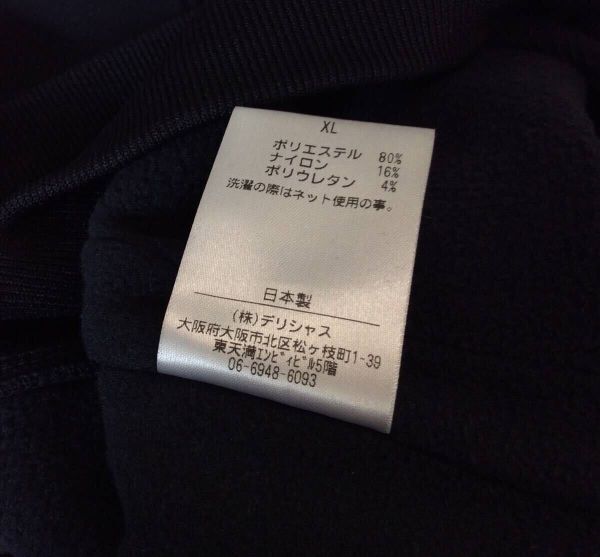 XL
ポリエステル 80%
ナイロン 16%
ポリウレタン 4%
洗濯の際はネット使用の事。
日本製
(株)デリシャス
大阪府大阪市北区松ヶ枝町1-39
東天満ｴﾝﾋﾞｨﾋﾞﾙ5階
06-6948-6093